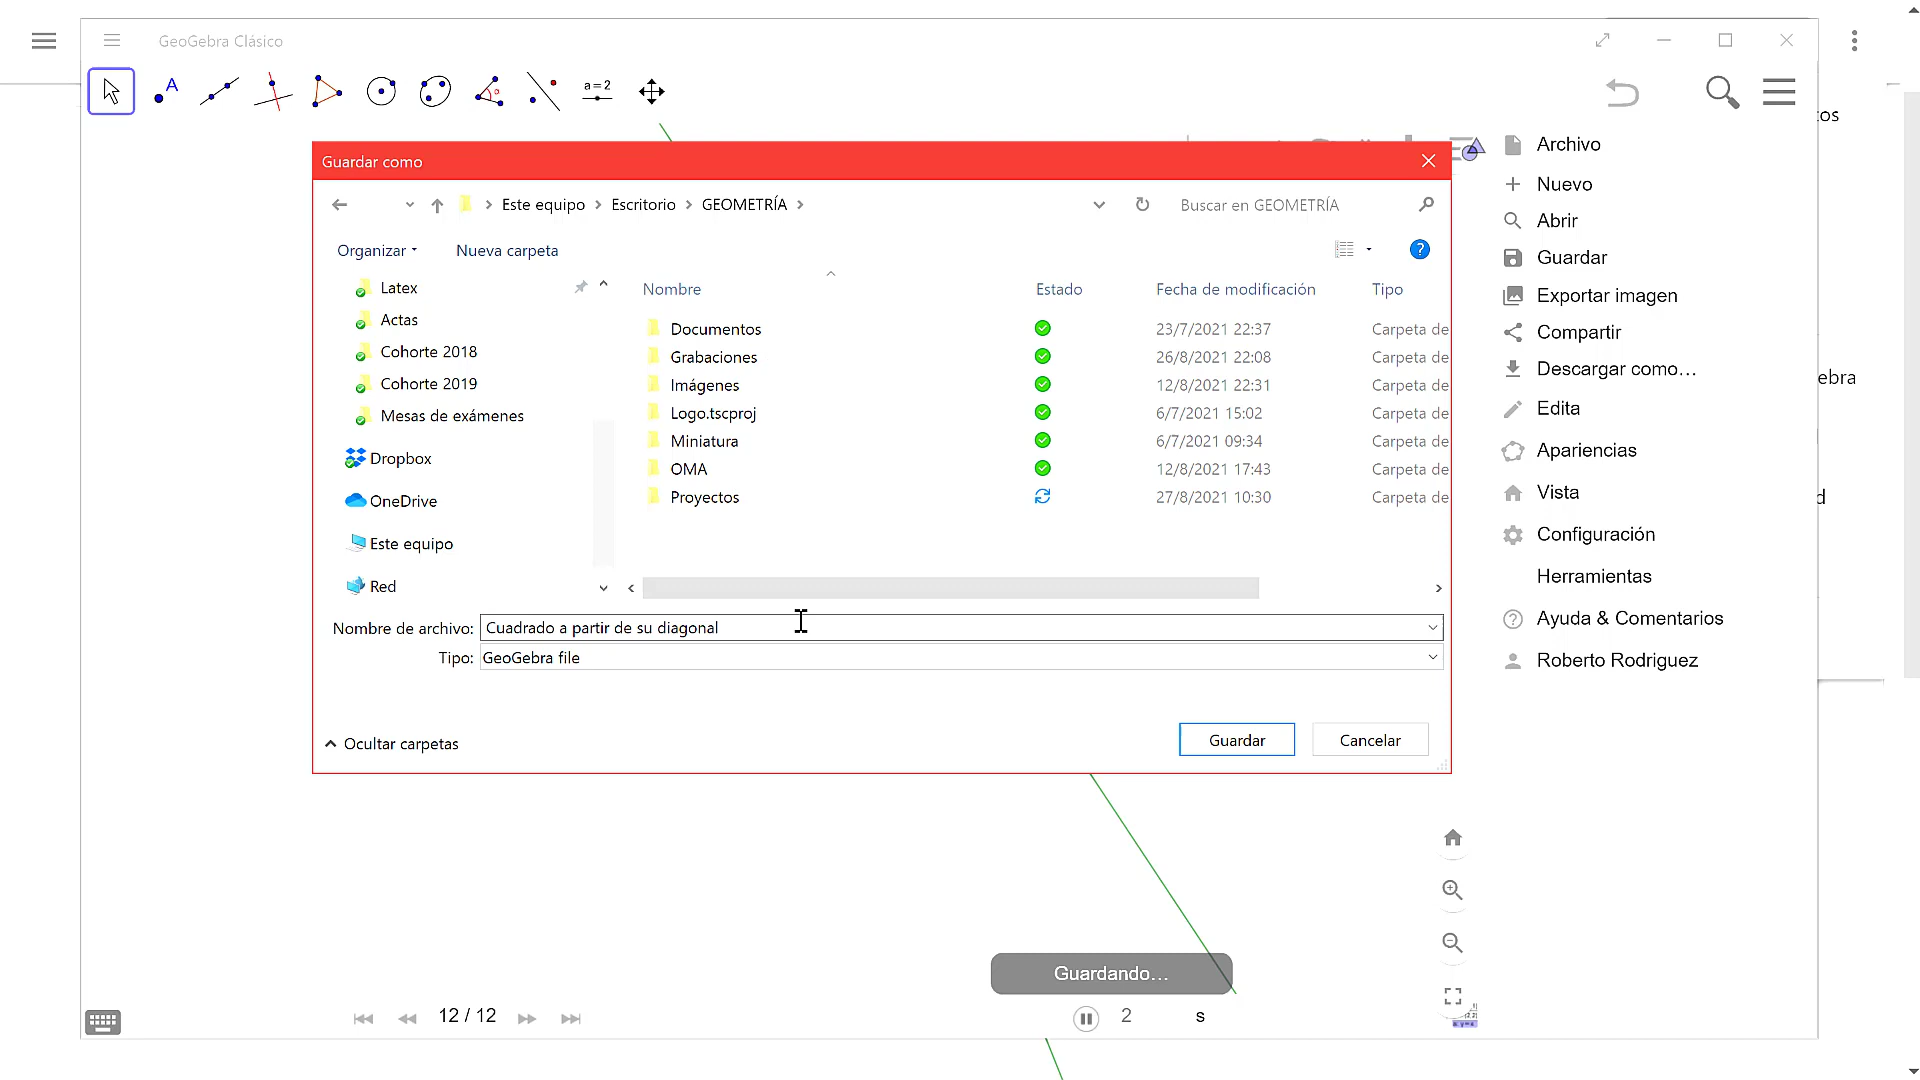 GeoGebra Clásico
A
a=2
os
Archivo
Nuevo
Abrir
Guardar
Exportar imagen
Compartir
Descargar como…
ebra
Edita
Apariencias
Vista
d
Configuración
Herramientas
Ayuda & Comentarios
Roberto Rodriguez
Guardar como
Este equipo > Escritorio > GEOMETRÍA >
Buscar en GEOMETRÍA
Organizar
Nueva carpeta
?
Latex
Actas
Cohorte 2018
Cohorte 2019
Mesas de exámenes
Dropbox
OneDrive
Este equipo
Red
Nombre Estado Fecha de modificación Tipo
Documentos 23/7/2021 22:37 Carpeta de
Grabaciones 26/8/2021 22:08 Carpeta de
Imágenes 12/8/2021 22:31 Carpeta de
Logo.tscproj 6/7/2021 15:02 Carpeta de
Miniatura 6/7/2021 09:34 Carpeta de
OMA 12/8/2021 17:43 Carpeta de
Proyectos 27/8/2021 10:30 Carpeta de
Nombre de archivo: Cuadrado a partir de su diagonal
Tipo: GeoGebra file
Ocultar carpetas
Guardar
Cancelar
Guardando…
12 / 12
2 s